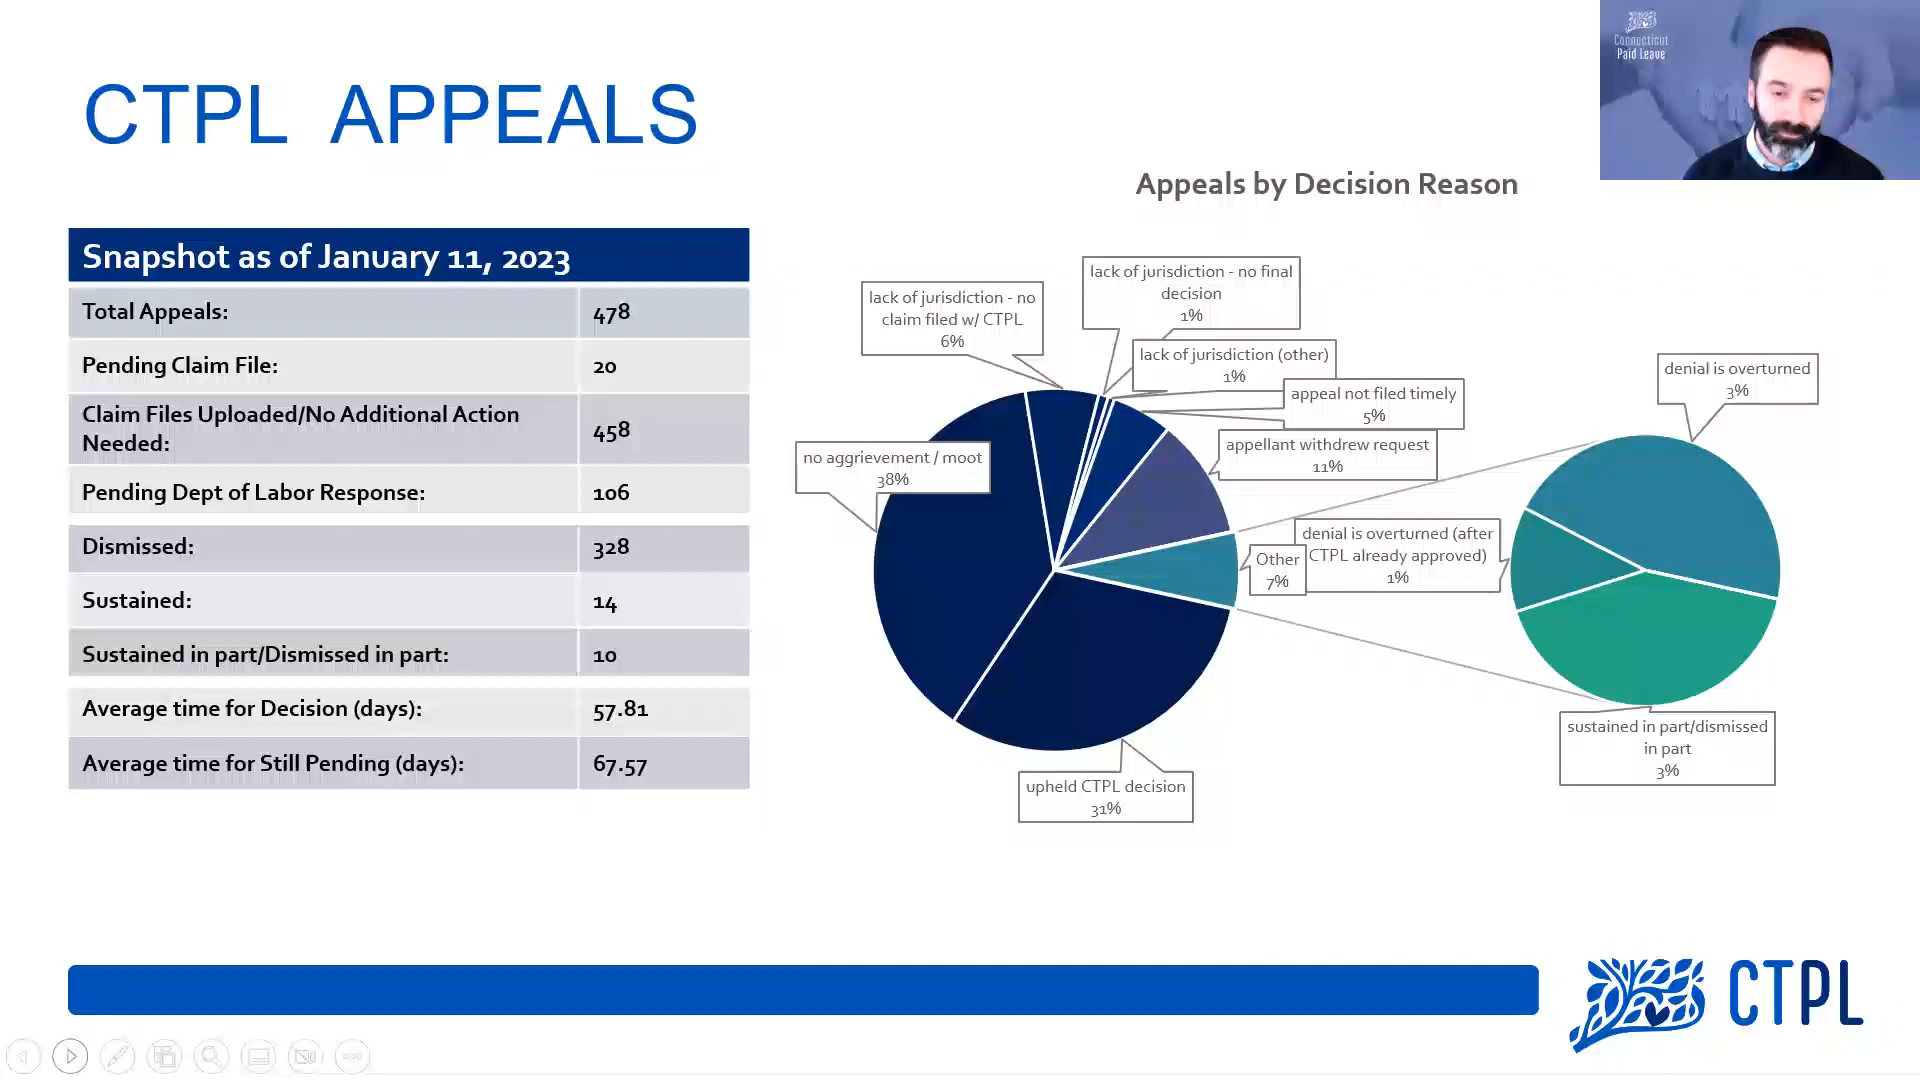 Connecticut
Paid Leave
CTPL APPEALS
Appeals by Decision Reason
Snapshot as of January 11, 2023
Total Appeals: 478
Pending Claim File: 20
Claim Files Uploaded/No Additional Action
Needed: 458
Pending Dept of Labor Response: 106
Dismissed: 328
Sustained: 14
Sustained in part/Dismissed in part: 10
Average time for Decision (days): 57.81
Average time for Still Pending (days): 67.57
lack of jurisdiction - no
claim filed w/ CTPL
6%
lack of jurisdiction - no final
decision
1%
lack of jurisdiction (other)
1%
appeal not filed timely
5%
appellant withdrew request
11%
no aggrievement / moot
38%
Other
7%
upheld CTPL decision
31%
denial is overturned
3%
denial is overturned (after
CTPL already approved)
1%
sustained in part/dismissed
in part
3%
CTPL